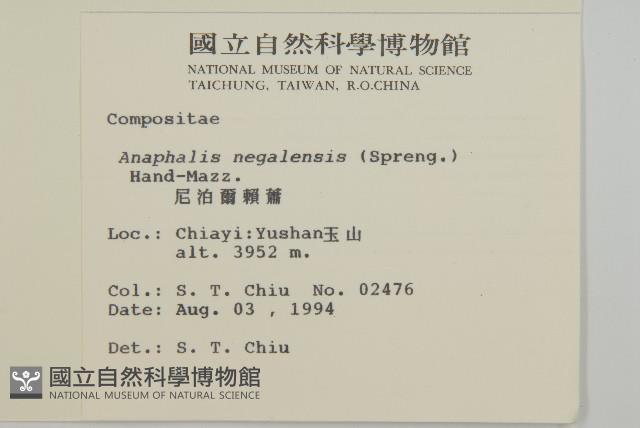 國立自然科學博物館
NATIONAL MUSEUM OF NATURAL SCIENCE
TAICHUNG, TAIWAN, R.O.CHINA
Compositae
Anaphalis negalensis (Spreng.)
Hand-Mazz.
尼泊爾賴蕭
Loc.: Chiayi:Yushan玉山
alt. 3952 m.
Col.: S. T. Chiu No. 02476
Date: Aug. 03 , 1994
Det.: S. T. Chiu
國立自然科學博物館
NATIONAL MUSEUM OF NATURAL SCIENCE